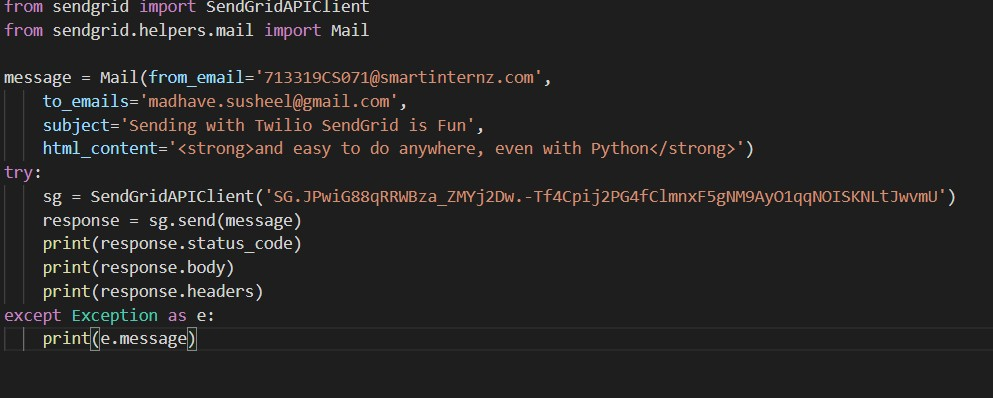 from sendgrid import SendGridAPIClient
from sendgrid.helpers.mail import Mail
message = Mail(from_email='713319CS071@smartinternz.com',
to_emails='madhave.susheel@gmail.com',
subject='Sending with Twilio SendGrid is Fun',
html_content='<strong>and easy to do anywhere, even with Python</strong>')
try:
sg = SendGridAPIClient('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')
response = sg.send(message)
print(response.status_code)
print(response.body)
print(response.headers)
except Exception as e:
print(e.message)